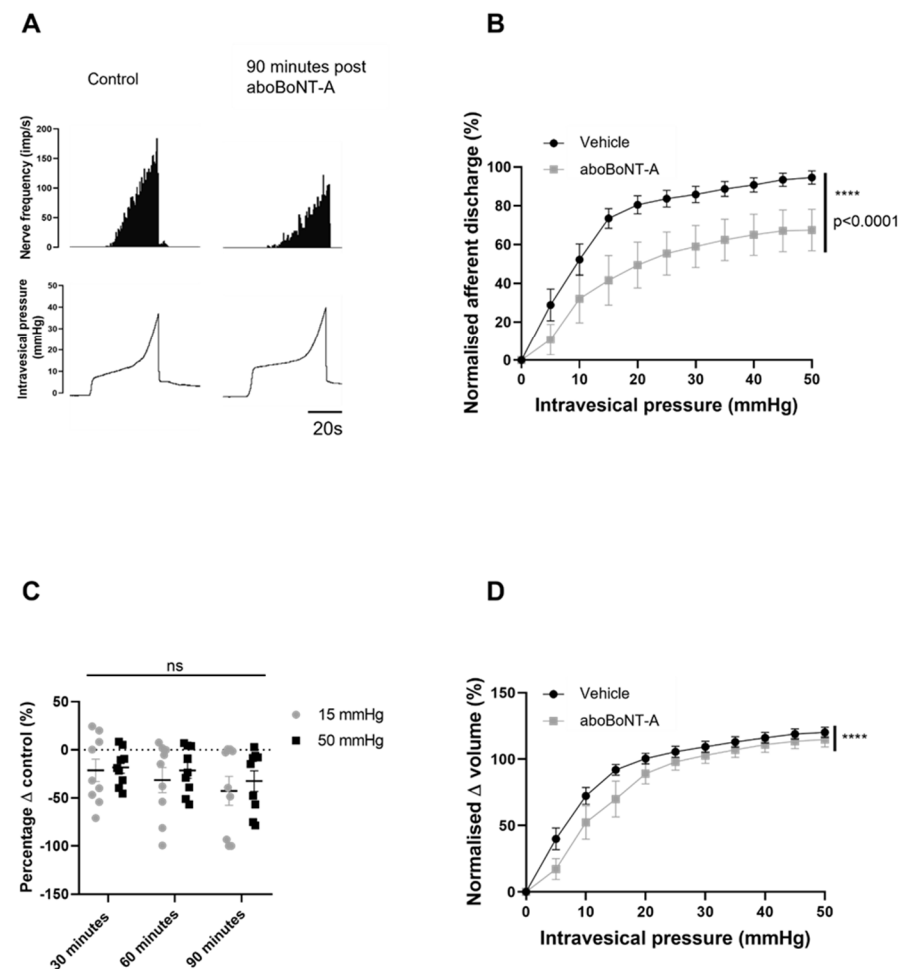 A
Control
90 minutes post
aboBoNT-A
Nerve frequency (imp/s)
200
150
100
50
0
Intravesical pressure
(mmHg)
50
40
30
20
10
0
20s
B
Vehicle
aboBoNT-A
Normalised afferent discharge (%)
100
80
60
40
20
0
0
10
20
30
40
50
Intravesical pressure (mmHg)
****
p<0.0001
C
ns
Percentage Δ control (%)
50
0
-50
-100
-150
15 mmHg
50 mmHg
30 minutes
60 minutes
90 minutes
D
Vehicle
aboBoNT-A
Normalised Δ volume (%)
150
100
50
0
0
10
20
30
40
50
Intravesical pressure (mmHg)
****